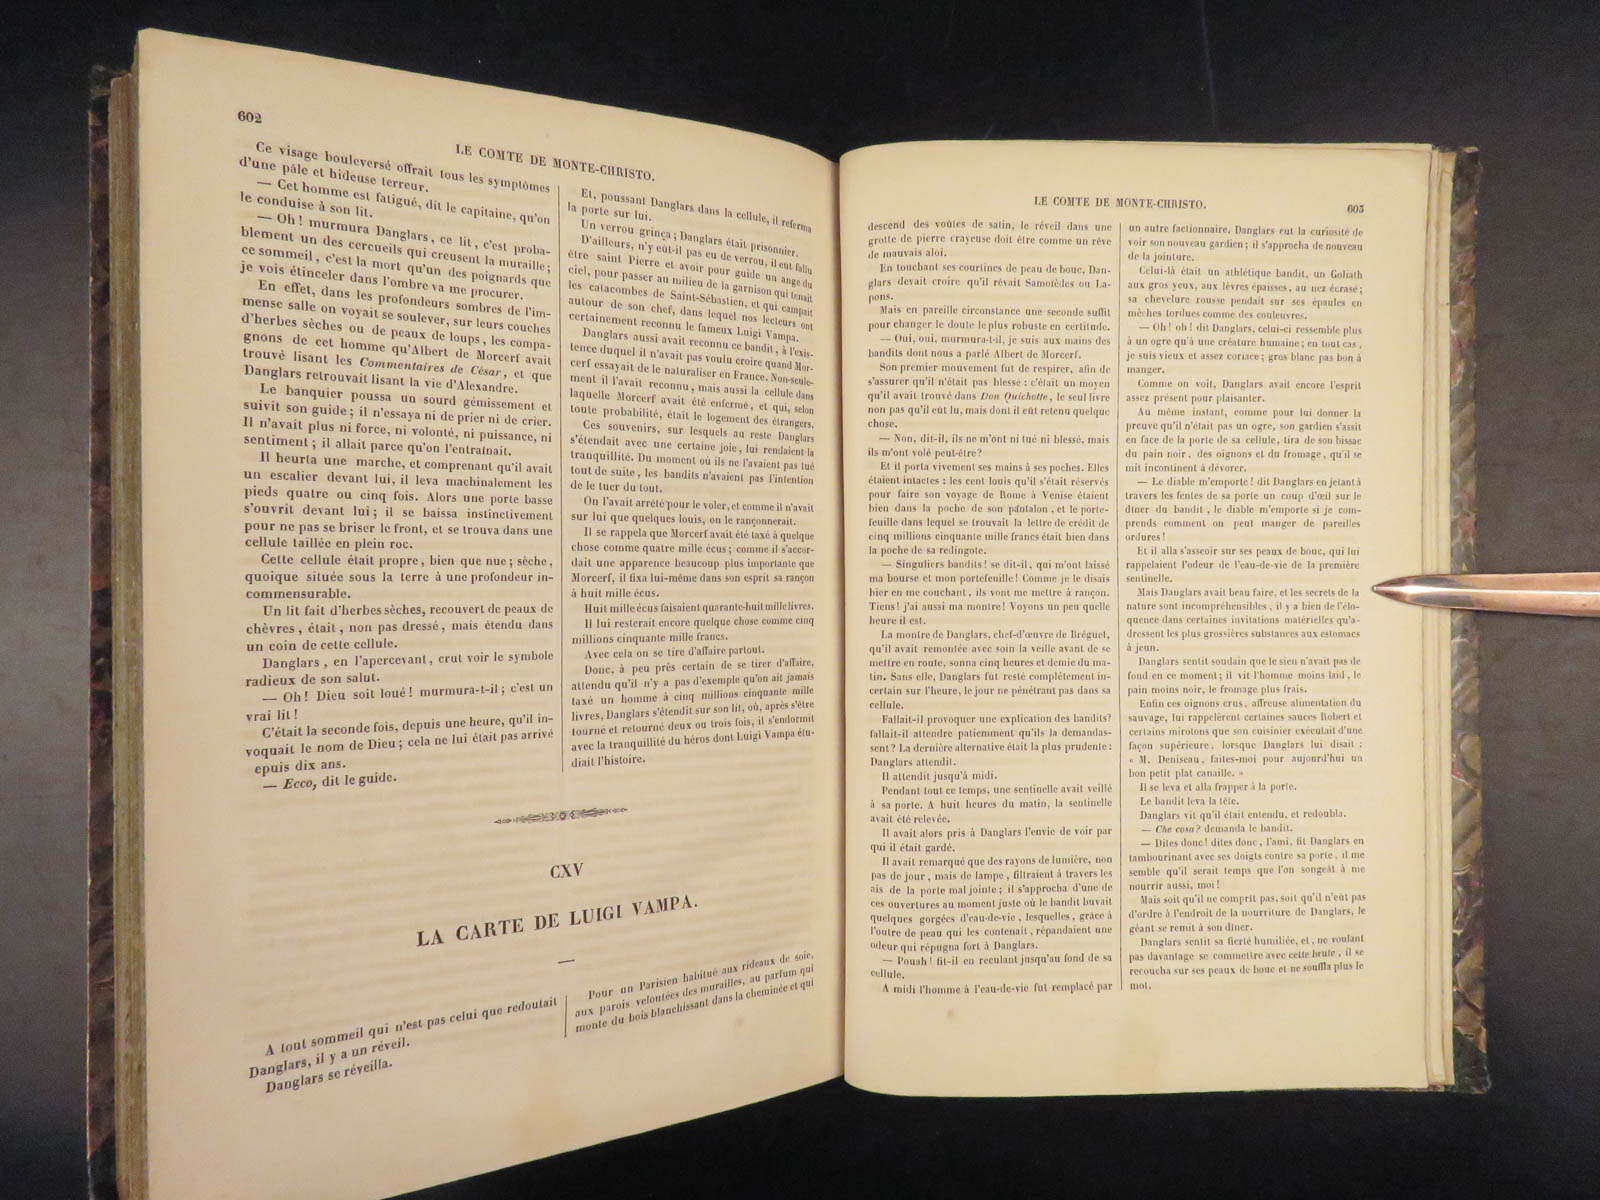 602
LE COMTE DE MONTE-CHRISTO.
Ce visage bouleversé offrait tous les symptômes
d'une pâle et hideuse terreur.
— Cet homme est fatigué, dit le capitaine, qu'on
le conduise à son lit.
— Oh! murmura Danglars, ce lit, c'est proba-
blement un des cercueils qui creusent la muraille;
ce sommeil, c'est la mort qu'un des poignards que
je vois étinceler dans l'ombre va me procurer.
En effet, dans les profondeurs sombres de l'im-
mense salle on voyait se soulever, sur leurs couches
d'herbes sèches ou de peaux de loups, les compa-
gnons de cet homme qu'Albert de Morcerf avait
trouvé lisant les Commentaires de César, et que
Danglars retrouvait lisant la vie d'Alexandre.
Le banquier poussa un sourd gémissement et
suivit son guide; il n'essaya ni de prier ni de crier.
Il n'avait plus ni force, ni volonté, ni puissance, ni
sentiment; il allait parce qu'on l'entraînait.
Il heurta une marche, et comprenant qu'il avait
un escalier devant lui, il leva machinalement les
pieds quatre ou cinq fois. Alors une porte basse
s'ouvrit devant lui; il se baissa instinctivement
pour ne pas se briser le front, et se trouva dans une
cellule taillée en plein roc.
Cette cellule était propre, bien que nue; sèche,
quoique située sous la terre à une profondeur in-
commensurable.
Un lit fait d'herbes sèches, recouvert de peaux de
chèvres, était, non pas dressé, mais étendu dans
un coin de cette cellule.
Danglars, en l'apercevant, crut voir le symbole
radieux de son salut.
— Oh! Dieu soit loué! murmura-t-il; c'est un
vrai lit!
C'était la seconde fois, depuis une heure, qu'il in-
voquait le nom de Dieu; cela ne lui était pas arrivé
epuis dix ans.
— Ecco, dit le guide.
Et, poussant Danglars dans la cellule, il referma
la porte sur lui.
Un verrou grinça; Danglars était prisonnier.
D'ailleurs, n'y eût-il pas eu de verrou, il eût fallu
être saint Pierre et avoir pour guide un ange du
ciel, pour passer au milieu de la garnison qui tenait
les catacombes de Saint-Sébastien, et qui campait
autour de son chef, dans lequel nos lecteurs ont
certainement reconnu le fameux Luigi Vampa.
Danglars aussi avait reconnu ce bandit, à l'exis-
tence duquel il n'avait pas voulu croire quand Mor-
cerf essayait de le naturaliser en France. Non-seule-
ment il l'avait reconnu, mais aussi la cellule dans
laquelle Morcerf avait été enfermé, et qui, selon
toute probabilité, était le logement des étrangers.
Ces souvenirs, sur lesquels au reste Danglars
s'étendait avec une certaine joie, lui rendaient la
tranquillité. Du moment où ils ne l'avaient pas tué
tout de suite, les bandits n'avaient pas l'intention
de le tuer du tout.
On l'avait arrêté pour le voler, et comme il n'avait
sur lui que quelques louis, on le rançonnerait.
Il se rappela que Morcerf avait été taxé à quelque
chose comme quatre mille écus; comme il s'accor-
dait une apparence beaucoup plus importante que
Morcerf, il fixa lui-même dans son esprit sa rançon
à huit mille écus.
Huit mille écus faisaient quarante-huit mille livres.
Il lui resterait encore quelque chose comme cinq
millions cinquante mille francs.
Avec cela on se tire d'affaire partout.
Donc, à peu près certain de se tirer d'affaire,
attendu qu'il n'y a pas d'exemple qu'on ait jamais
taxé un homme à cinq millions cinquante mille
livres, Danglars s'étendit sur son lit, où, après s'être
tourné et retourné deux ou trois fois, il s'endormit
avec la tranquillité du héros dont Luigi Vampa étu-
diait l'histoire.
CXV
LA CARTE DE LUIGI VAMPA.
A tout sommeil qui n'est pas celui que redoutait
Danglars, il y a un réveil.
Danglars se réveilla.
Pour un Parisien habitué aux rideaux de soie,
aux parois veloutées des murailles, au parfum qui
monte du bois blanchissant dans la cheminée et qui
LE COMTE DE MONTE-CHRISTO.
603
descend des voûtes de satin, le réveil dans une
grotte de pierre crayeuse doit être comme un rêve
de mauvais aloi.
En touchant ses courtines de peau de bouc, Dan-
glars devait croire qu'il rêvait Samoïèdes ou La-
pons.
Mais en pareille circonstance une seconde suffit
pour changer le doute le plus robuste en certitude.
— Oui, oui, murmura-t-il, je suis aux mains des
bandits dont nous a parlé Albert de Morcerf.
Son premier mouvement fut de respirer, afin de
s'assurer qu'il n'était pas blessé: c'était un moyen
qu'il avait trouvé dans Don Quichotte, le seul livre
non pas qu'il eût lu, mais dont il eût retenu quelque
chose.
— Non, dit-il, ils ne m'ont ni tué ni blessé, mais
ils m'ont volé peut-être?
Et il porta vivement ses mains à ses poches. Elles
étaient intactes: les cent louis qu'il s'était réservés
pour faire son voyage de Rome à Venise étaient
bien dans la poche de son pantalon, et le porte-
feuille dans lequel se trouvait la lettre de crédit de
cinq millions cinquante mille francs était bien dans
la poche de sa redingote.
— Singuliers bandits! se dit-il, qui m'ont laissé
ma bourse et mon portefeuille! Comme je le disais
hier en me couchant, ils vont me mettre à rançon.
Tiens! j'ai aussi ma montre! Voyons un peu quelle
heure il est.
La montre de Danglars, chef-d'œuvre de Bréguet,
qu'il avait remontée avec soin la veille avant de se
mettre en route, sonna cinq heures et demie du ma-
tin. Sans elle, Danglars fut resté complètement in-
certain sur l'heure, le jour ne pénétrant pas dans sa
cellule.
Fallait-il provoquer une explication des bandits?
fallait-il attendre patiemment qu'ils la demandas-
sent? La dernière alternative était la plus prudente:
Danglars attendit.
Il attendit jusqu'à midi.
Pendant tout ce temps, une sentinelle avait veillé
à sa porte. A huit heures du matin, la sentinelle
avait été relevée.
Il avait alors pris à Danglars l'envie de voir par
qui il était gardé.
Il avait remarqué que des rayons de lumière, non
pas de jour, mais de lampe, filtraient à travers les
ais de la porte mal jointe; il s'approcha d'une de
ces ouvertures au moment juste où le bandit buvait
quelques gorgées d'eau-de-vie, lesquelles, grâce à
l'outre de peau qui les contenait, répandaient une
odeur qui répugna fort à Danglars.
— Pouah! fit-il en reculant jusqu'au fond de sa
cellule.
A midi l'homme à l'eau-de-vie fut remplacé par
un autre factionnaire. Danglars eut la curiosité de
voir son nouveau gardien; il s'approcha de nouveau
de la jointure.
Celui-là était un athlétique bandit, un Goliath
aux gros yeux, aux lèvres épaisses, au nez écrasé;
sa chevelure rousse pendait sur ses épaules en
mèches tordues comme des couleuvres.
— Oh! oh! dit Danglars, celui-ci ressemble plus
à un ogre qu'à une créature humaine; en tout cas,
je suis vieux et assez coriace; gros blanc pas bon à
manger.
Comme on voit, Danglars avait encore l'esprit
assez présent pour plaisanter.
Au même instant, comme pour lui donner la
preuve qu'il n'était pas un ogre, son gardien s'assit
en face de la porte de sa cellule, tira de son bissac
du pain noir, des oignons et du fromage, qu'il se
mit incontinent à dévorer.
— Le diable m'emporte! dit Danglars en jetant à
travers les fentes de sa porte un coup d'œil sur le
dîner du bandit, le diable m'emporte si je com-
prends comment on peut manger de pareilles
ordures!
Et il alla s'asseoir sur ses peaux de bouc, qui lui
rappelaient l'odeur de l'eau-de-vie de la première
sentinelle.
Mais Danglars avait beau faire, et les secrets de la
nature sont incompréhensibles, il y a bien de l'élo-
quence dans certaines invitations matérielles qu'a-
dressent les plus grossières substances aux estomacs
à jeun.
Danglars sentit soudain que le sien n'avait pas de
fond en ce moment; il vit l'homme moins laid, le
pain moins noir, le fromage plus frais.
Enfin ces oignons crus, affreuse alimentation du
sauvage, lui rappelèrent certaines sauces Robert et
certains mirotons que son cuisinier exécutait d'une
façon supérieure, lorsque Danglars lui disait:
« M. Deniseau, faites-moi pour aujourd'hui un
bon petit plat canaille. »
Il se leva et alla frapper à la porte.
Le bandit leva la tête.
Danglars vit qu'il était entendu, et redoubla.
— Che cosa? demanda le bandit.
— Dites donc! dites donc, l'ami, fit Danglars en
tambourinant avec ses doigts contre sa porte, il me
semble qu'il serait temps que l'on songeât à me
nourrir aussi, moi!
Mais soit qu'il ne comprit pas, soit qu'il n'eût pas
d'ordre à l'endroit de la nourriture de Danglars, le
géant se remit à son dîner.
Danglars sentit sa fierté humiliée, et, ne voulant
pas davantage se commettre avec cette brute, il se
recoucha sur ses peaux de bouc et ne souffla plus le
mot.